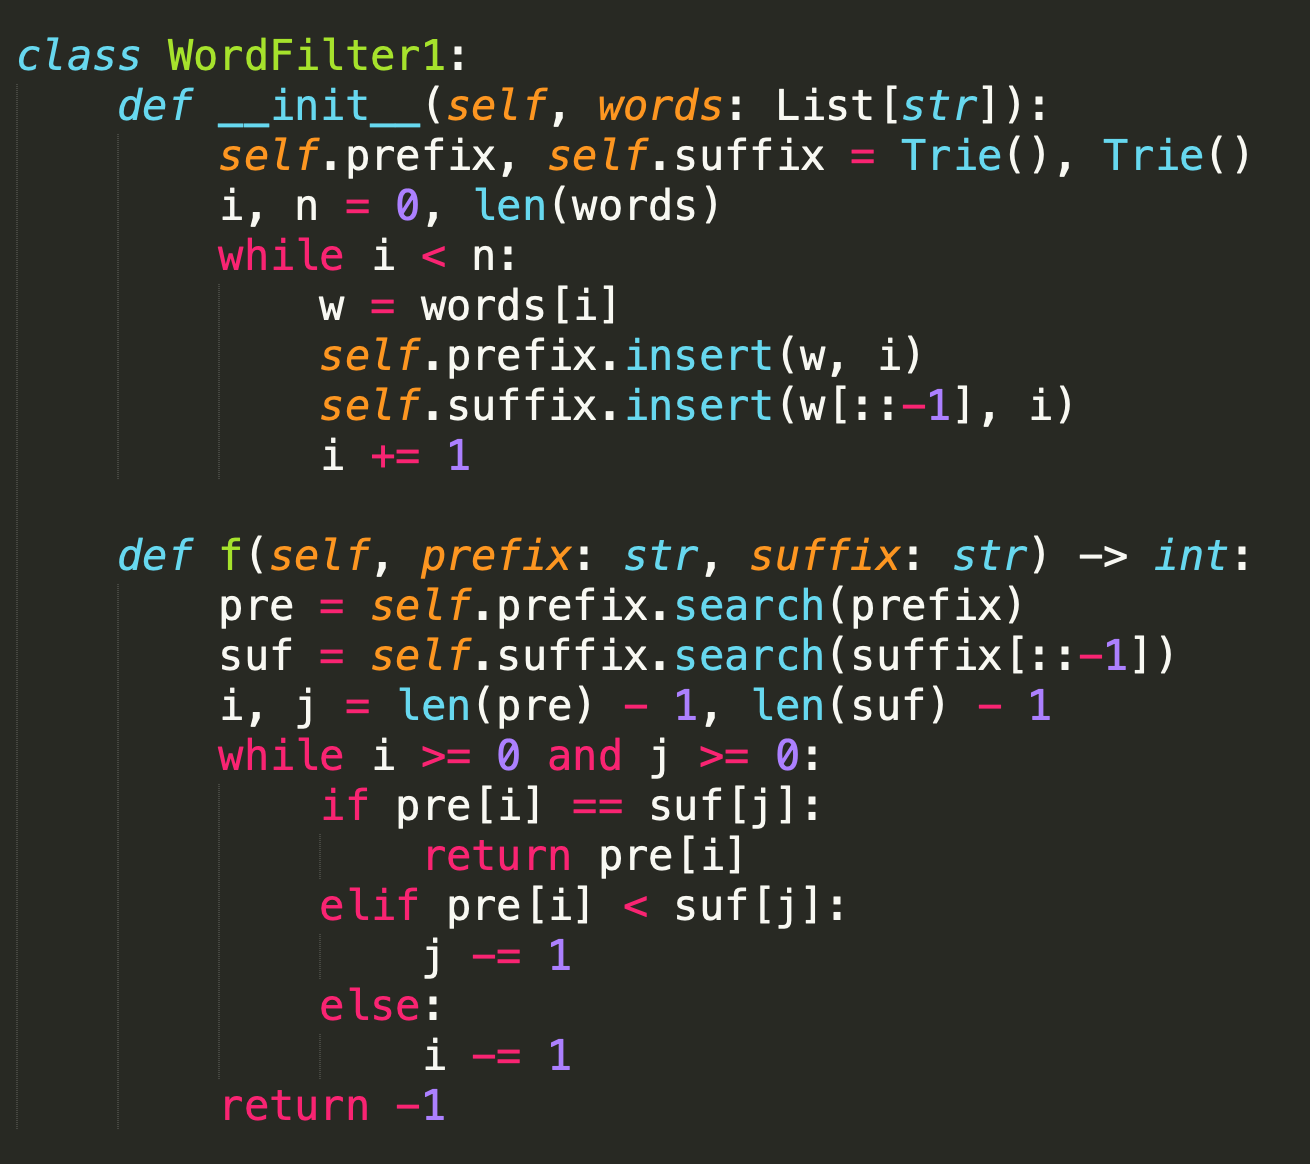 class WordFilter1:
    def __init__(self, words: List[str]):
        self.prefix, self.suffix = Trie(), Trie()
        i, n = 0, len(words)
        while i < n:
            w = words[i]
            self.prefix.insert(w, i)
            self.suffix.insert(w[::-1], i)
            i += 1

    def f(self, prefix: str, suffix: str) -> int:
        pre = self.prefix.search(prefix)
        suf = self.suffix.search(suffix[::-1])
        i, j = len(pre) - 1, len(suf) - 1
        while i >= 0 and j >= 0:
            if pre[i] == suf[j]:
                return pre[i]
            elif pre[i] < suf[j]:
                j -= 1
            else:
                i -= 1
        return -1